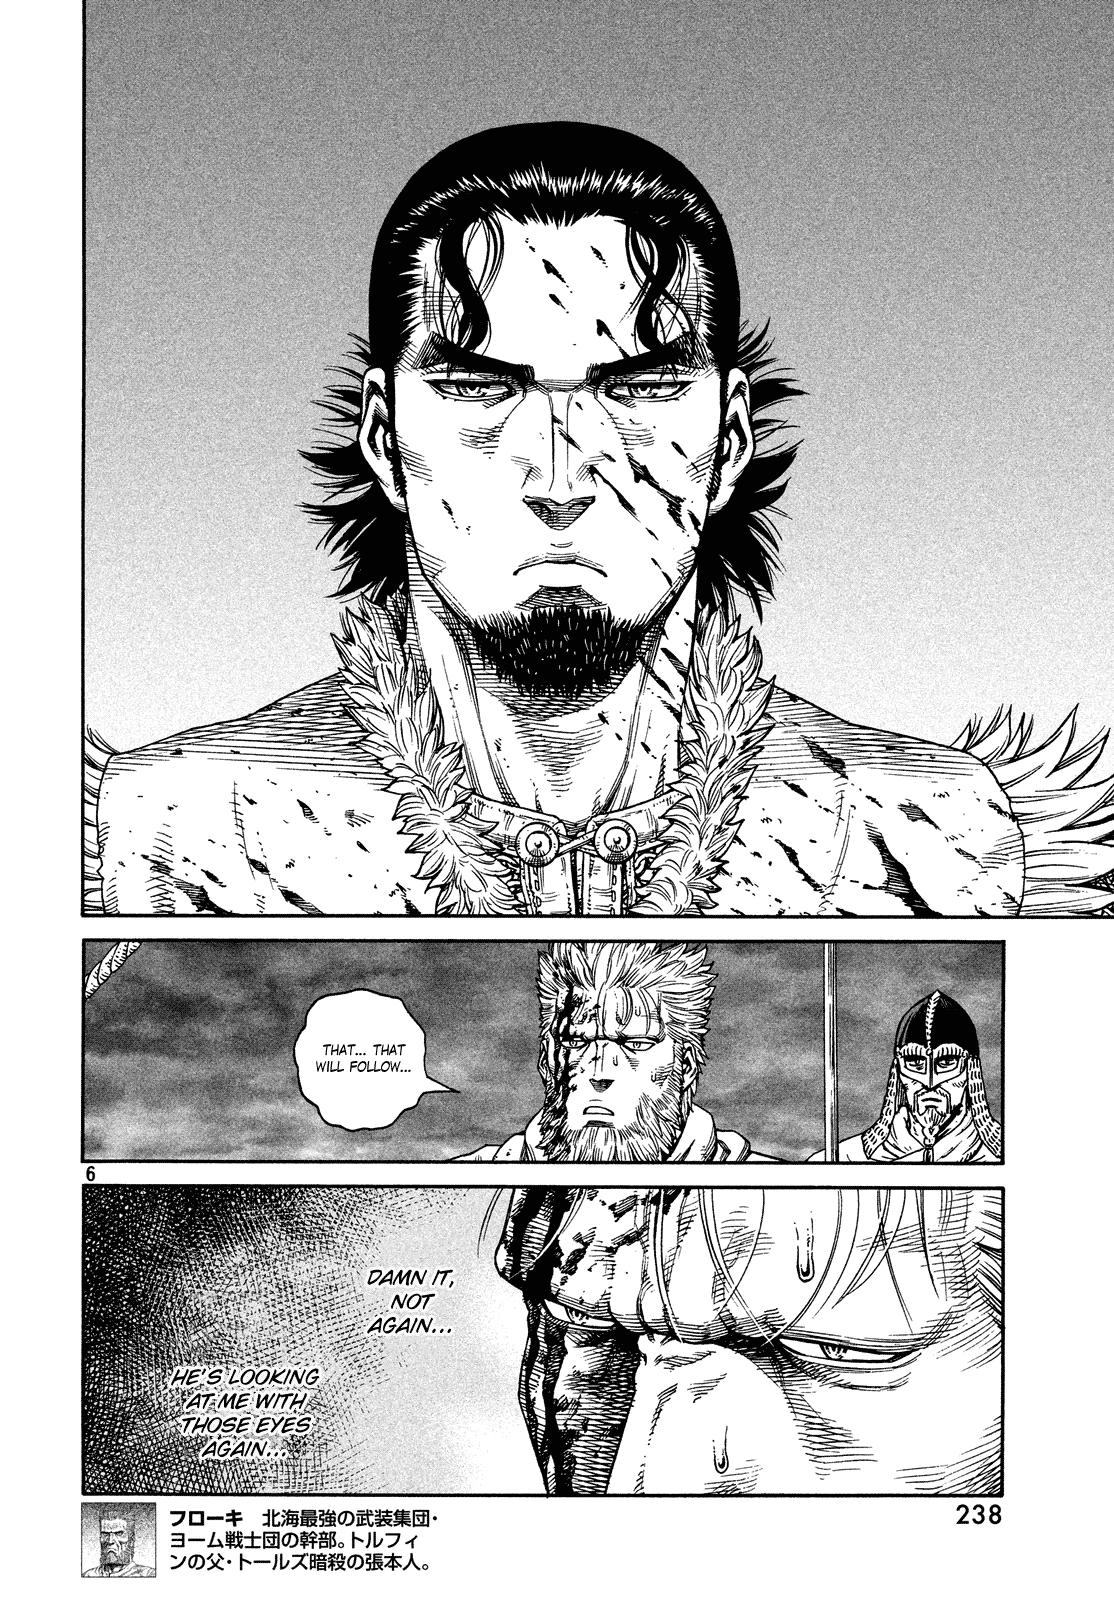 THAT... THAT
WILL FOLLOW...
6
DAMN IT,
NOT
AGAIN...
HE'S LOOKING
AT ME WITH
THOSE EYES
AGAIN...
フローキ 北海最強の武装集団・
ヨーム戦士団の幹部。トルフィ
ンの父・トールズ暗殺の張本人。
238